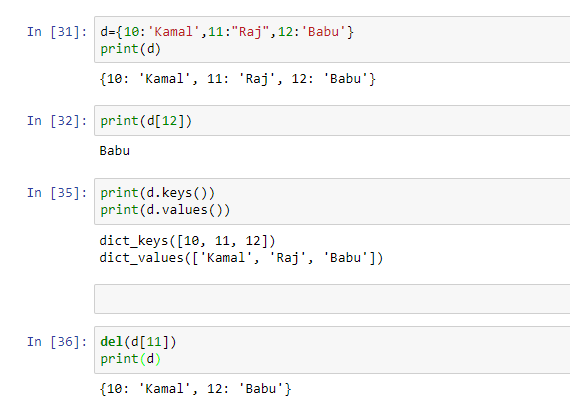 In [31]: d={10:'Kamal',11:"Raj",12:'Babu'}
print(d)
{10: 'Kamal', 11: 'Raj', 12: 'Babu'}
In [32]: print(d[12])
Babu
In [35]: print(d.keys())
print(d.values())
dict_keys([10, 11, 12])
dict_values(['Kamal', 'Raj', 'Babu'])
In [36]: del(d[11])
print(d)
{10: 'Kamal', 12: 'Babu'}